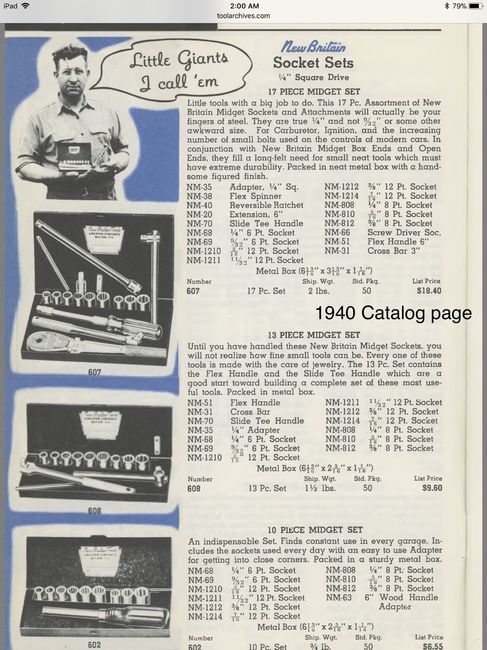 iPad
2:00 AM
79%
toolarchives.com
Little Giants
I call 'em
New Britain
Socket Sets
¼" Square Drive
17 PIECE MIDGET SET
Little tools with a big job to do. This 17 Pc. Assortment of New
Britain Midget Sockets and Attachments will actually be your
fingers of steel. They are true ¼" and not 9/32" or some other
awkward size. For Carburetor, Ignition, and the increasing
number of small bolts used on the controls of modern cars. In
conjunction with New Britain Midget Box Ends and Open
Ends, they fill a long-felt need for small neat tools which must
have extreme durability. Packed in neat metal box with a hand-
some figured finish.
NM-35 Adapter, ¼" Sq. NM-1212 ⅜" 12 Pt. Socket
NM-38 Flex Spinner NM-1214 7/16" 12 Pt. Socket
NM-40 Reversible Ratchet NM-808 ¼" 8 Pt. Socket
NM-20 Extension, 6" NM-810 5/16" 8 Pt. Socket
NM-70 Slide Tee Handle NM-812 ⅜" 8 Pt. Socket
NM-68 ¼" 6 Pt. Socket NM-66 Screw Driver Soc.
NM-69 9/32" 6 Pt. Socket NM-51 Flex Handle 6"
NM-1210 5/16" 12 Pt. Socket NM-31 Cross Bar 3"
NM-1211 11/32" 12 Pt. Socket
Metal Box
Number Ship. Wgt. Std. Pkg. List Price
607 17 Pc. Set 2 lbs. 50 $18.40
607
1940 Catalog page
13 PIECE MIDGET SET
Until you have handled these New Britain Midget Sockets, you
will not realize how fine small tools can be. Every one of these
tools is made with the care of jewelry. The 13 Pc. Set contains
the Flex Handle and the Slide Tee Handle which are a
good start toward building a complete set of these most use-
ful tools. Packed in metal box.
NM-51 Flex Handle NM-1211 11/32" 12 Pt. Socket
NM-31 Cross Bar NM-1212 ⅜" 12 Pt. Socket
NM-70 Slide Tee Handle NM-1214 7/16" 12 Pt. Socket
NM-35 ¼" Adapter NM-808 ¼" 8 Pt. Socket
NM-68 ¼" 6 Pt. Socket NM-810 5/16" 8 Pt. Socket
NM-69 9/32" 6 Pt. Socket NM-812 ⅜" 8 Pt. Socket
NM-1210 5/16" 12 Pt. Socket
Metal Box
Number Ship. Wgt. Std. Pkg. List Price
608 13 Pc. Set 1½ lbs. 50 $9.60
608
10 PIECE MIDGET SET
An indispensable Set. Finds constant use in every garage. In-
cludes the sockets used every day with an easy to use Adapter
for getting into close corners. Packed in a sturdy metal box.
NM-68 ¼" 6 Pt. Socket NM-808 ¼" 8 Pt. Socket
NM-69 9/32" 6 Pt. Socket NM-810 5/16" 8 Pt. Socket
NM-1210 5/16" 12 Pt. Socket NM-812 ⅜" 8 Pt. Socket
NM-1211 11/32" 12 Pt. Socket NM-63 6" Wood Handle
NM-1212 ⅜" 12 Pt. Socket Adapter
NM-1214 7/16" 12 Pt. Socket
Metal Box
Number Ship. Wgt. Std. Pkg. List Price
602 10 Pc. Set ¾ lb. 50 $6.55
602